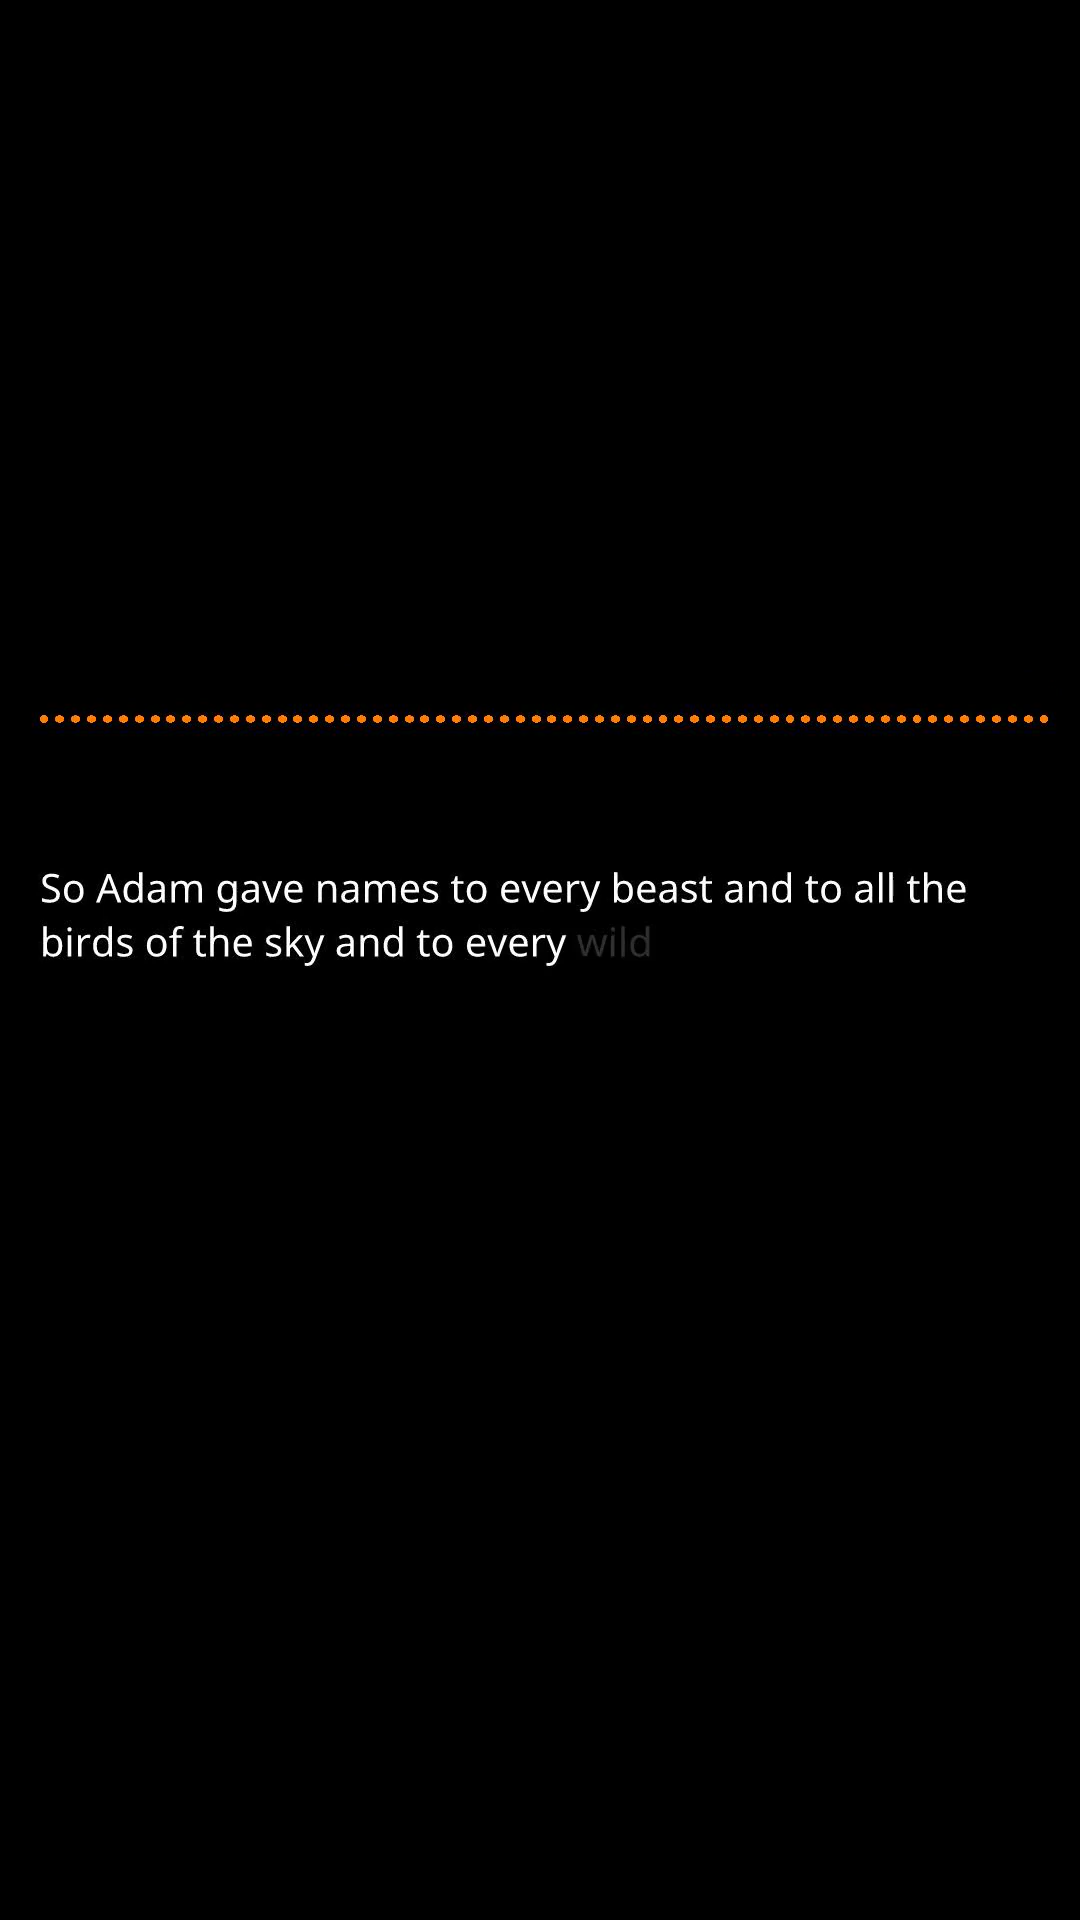 So Adam gave names to every beast and to all the
birds of the sky and to every wild